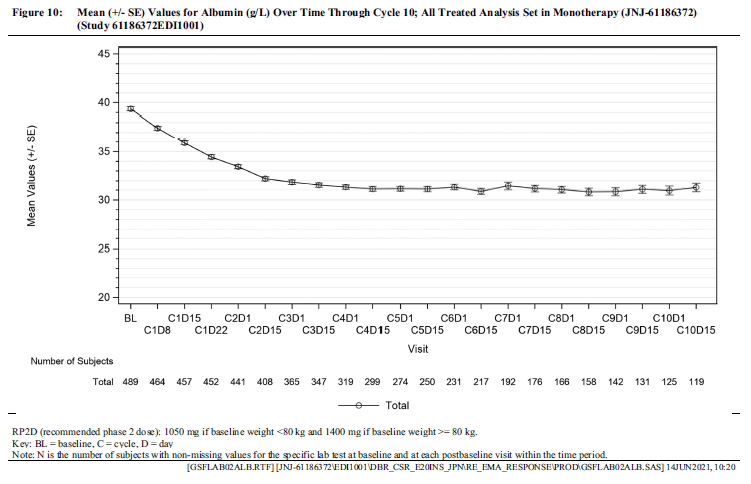 Figure 10: Mean (+/- SE) Values for Albumin (g/L) Over Time Through Cycle 10; All Treated Analysis Set in Monotherapy (JNJ-61186372)
(Study 61186372EDI1001)
Mean Values (+/- SE)
45
40
35
30
25
20
BL C1D15 C2D1 C3D1 C4D1 C5D1 C6D1 C7D1 C8D1 C9D1 C10D1
C1D8 C1D22 C2D15 C3D15 C4D15 C5D15 C6D15 C7D15 C8D15 C9D15 C10D15
Visit
Number of Subjects
Total 489 464 457 452 441 408 365 347 319 299 274 250 231 217 192 176 166 158 142 131 125 119
Total
RP2D (recommended phase 2 dose): 1050 mg if baseline weight <80 kg and 1400 mg if baseline weight >= 80 kg.
Key: BL = baseline, C = cycle, D = day
Note: N is the number of subjects with non-missing values for the specific lab test at baseline and at each postbaseline visit within the time period.
[GSFLAB02ALB.RTF] [JNJ-61186372\EDI1001\DBR_CSR_E20INS_JPN\RE_EMA_RESPONSE\PROD\GSFLAB02ALB.SAS] 14JUN2021, 10:20